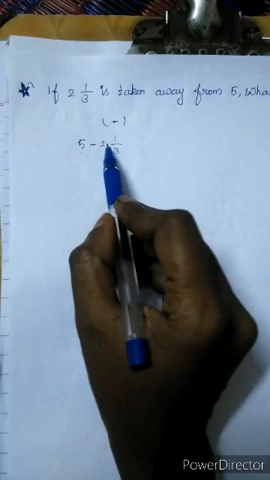 If 2 1/3 is taken away from 5, wha
(-)
5 - 2 1/3
PowerDirector